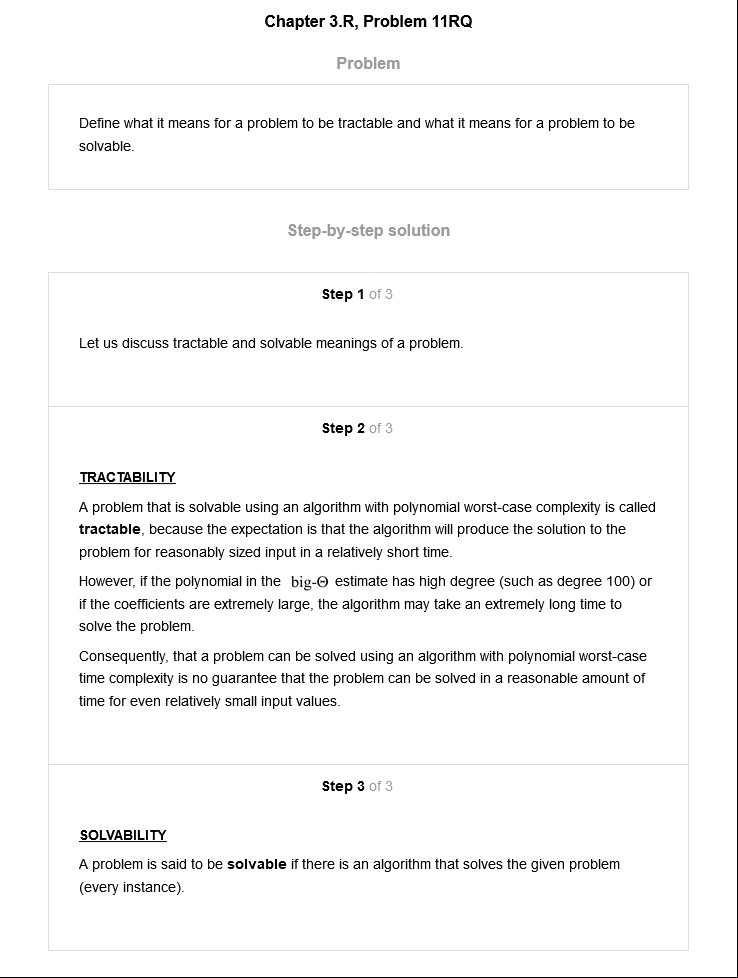 Chapter 3.R, Problem 11RQ
Problem
Define what it means for a problem to be tractable and what it means for a problem to be
solvable.
Step-by-step solution
Step 1 of 3
Let us discuss tractable and solvable meanings of a problem.
Step 2 of 3
TRACTABILITY
A problem that is solvable using an algorithm with polynomial worst-case complexity is called
tractable, because the expectation is that the algorithm will produce the solution to the
problem for reasonably sized input in a relatively short time.
However, if the polynomial in the big-Θ estimate has high degree (such as degree 100) or
if the coefficients are extremely large, the algorithm may take an extremely long time to
solve the problem.
Consequently, that a problem can be solved using an algorithm with polynomial worst-case
time complexity is no guarantee that the problem can be solved in a reasonable amount of
time for even relatively small input values.
Step 3 of 3
SOLVABILITY
A problem is said to be solvable if there is an algorithm that solves the given problem
(every instance).